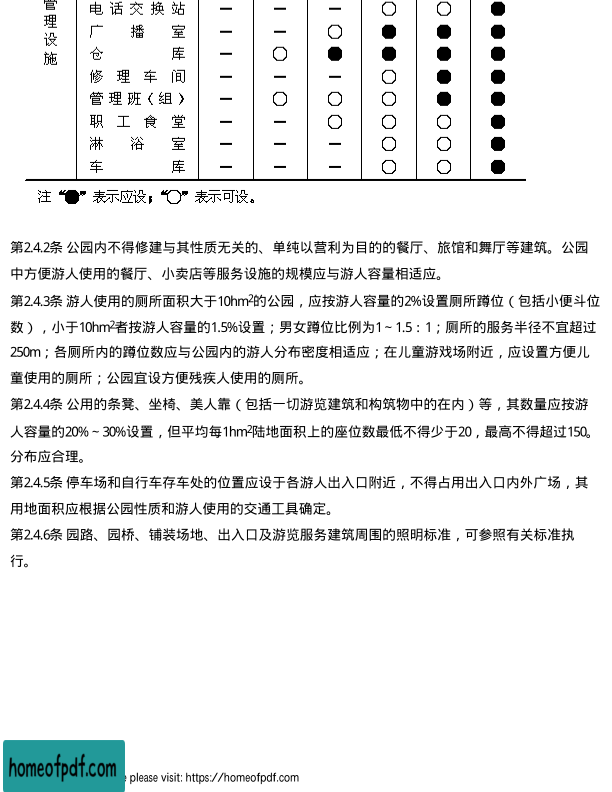 管理设施
电话交换站 — — — ○ ○ ●
广播室 — — ○ ● ● ●
仓库 — ○ ● ● ● ●
修理车间 — — — ○ ● ●
管理班(组) — ○ ○ ○ ● ●
职工食堂 — — ○ ○ ○ ●
淋浴室 — — — ○ ○ ●
车库 — — — ○ ○ ●
注 “●”表示应设；“○”表示可设。
第2.4.2条 公园内不得修建与其性质无关的、单纯以营利为目的的餐厅、旅馆和舞厅等建筑。公园
中方便游人使用的餐厅、小卖店等服务设施的规模应与游人容量相适应。
第2.4.3条 游人使用的厕所面积大于10hm²的公园，应按游人容量的2%设置厕所蹲位（包括小便斗位
数），小于10hm²者按游人容量的1.5%设置；男女蹲位比例为1～1.5：1；厕所的服务半径不宜超过
250m；各厕所内的蹲位数应与公园内的游人分布密度相适应；在儿童游戏场附近，应设置方便儿
童使用的厕所；公园宜设方便残疾人使用的厕所。
第2.4.4条 公用的条凳、坐椅、美人靠（包括一切游览建筑和构筑物中的在内）等，其数量应按游
人容量的20%～30%设置，但平均每1hm²陆地面积上的座位数最低不得少于20，最高不得超过150。
分布应合理。
第2.4.5条 停车场和自行车存车处的位置应设于各游人出入口附近，不得占用出入口内外广场，其
用地面积应根据公园性质和游人使用的交通工具确定。
第2.4.6条 园路、园桥、铺装场地、出入口及游览服务建筑周围的照明标准，可参照有关标准执
行。
homeofpdf.com
please visit: https://homeofpdf.com